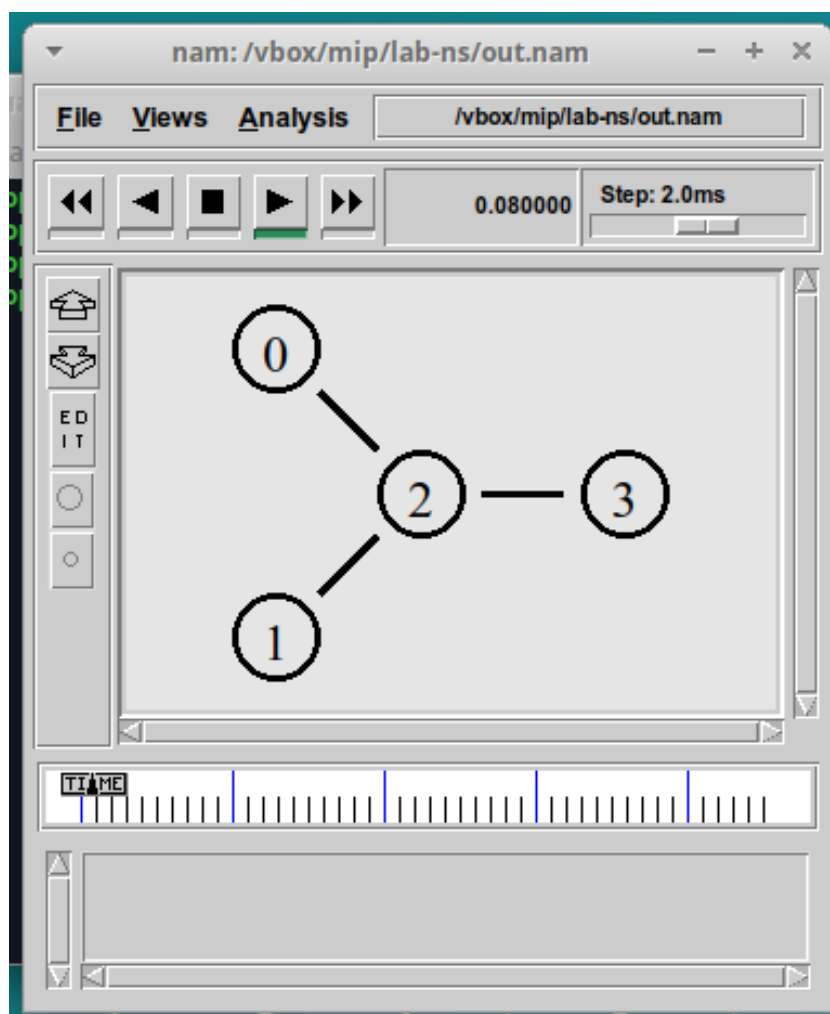 nam: /vbox/mip/lab-ns/out.nam
File Views Analysis /vbox/mip/lab-ns/out.nam
0.080000 Step: 2.0ms
E D
I T
0
2 3
1
TIME